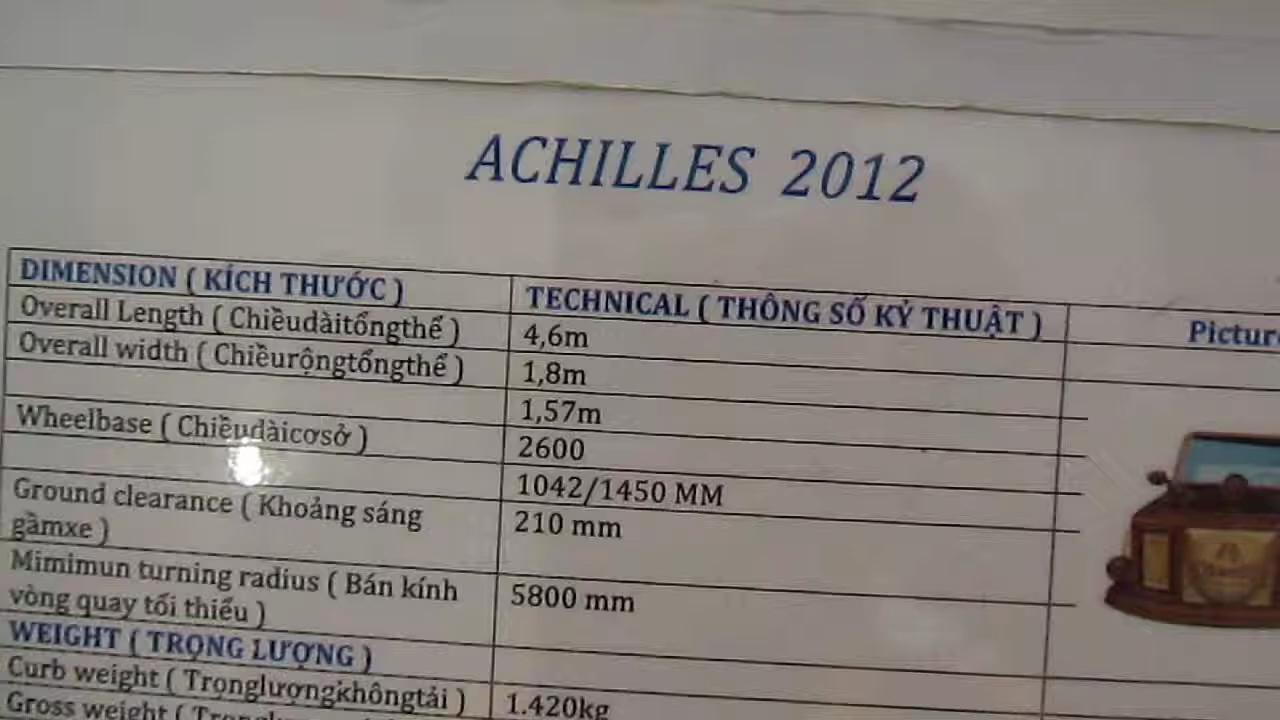 ACHILLES 2012
DIMENSION ( KÍCH THƯỚC ) TECHNICAL ( THÔNG SỐ KỶ THUẬT ) Pictur
Overall Length ( Chiềudàitổngthể ) 4,6m
Overall width ( Chiềurộngtổngthể ) 1,8m
1,57m
Wheelbase ( Chiềudàicơsở ) 2600
1042/1450 MM
Ground clearance ( Khoảng sáng gầmxe ) 210 mm
Mimimun turning radius ( Bán kính vòng quay tối thiểu ) 5800 mm
WEIGHT ( TRỌNG LƯỢNG )
Curb weight ( Trọnglượngkhôngtải ) 1.420kg
Gross weight (